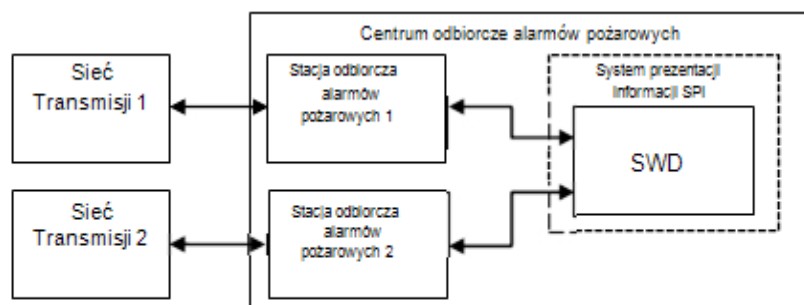 Centrum odbiorcze alarmów pożarowych
Sieć
Transmisji 1
Stacja odbiorcza
alarmów
pożarowych 1
System prezentacji
Informacji SPI
SWD
Sieć
Transmisji 2
Stacja odbiorcza
alarmów
pożarowych 2